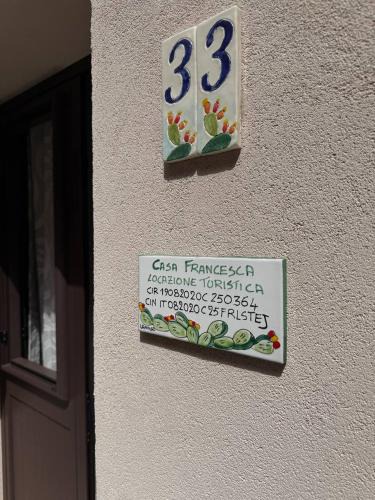 33
CASA FRANCESCA
LOCAZIONE TURISTICA
CIR 19082020C250364
CIN IT082020C25FRLSTEJ